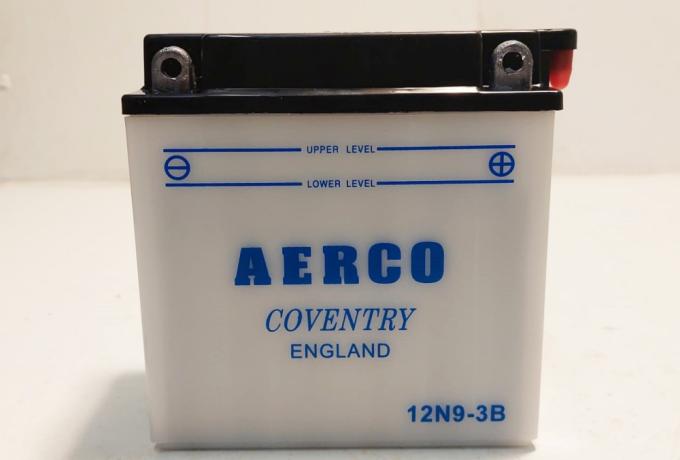 UPPER LEVEL
LOWER LEVEL
AERCO
COVENTRY
ENGLAND
12N9-3B